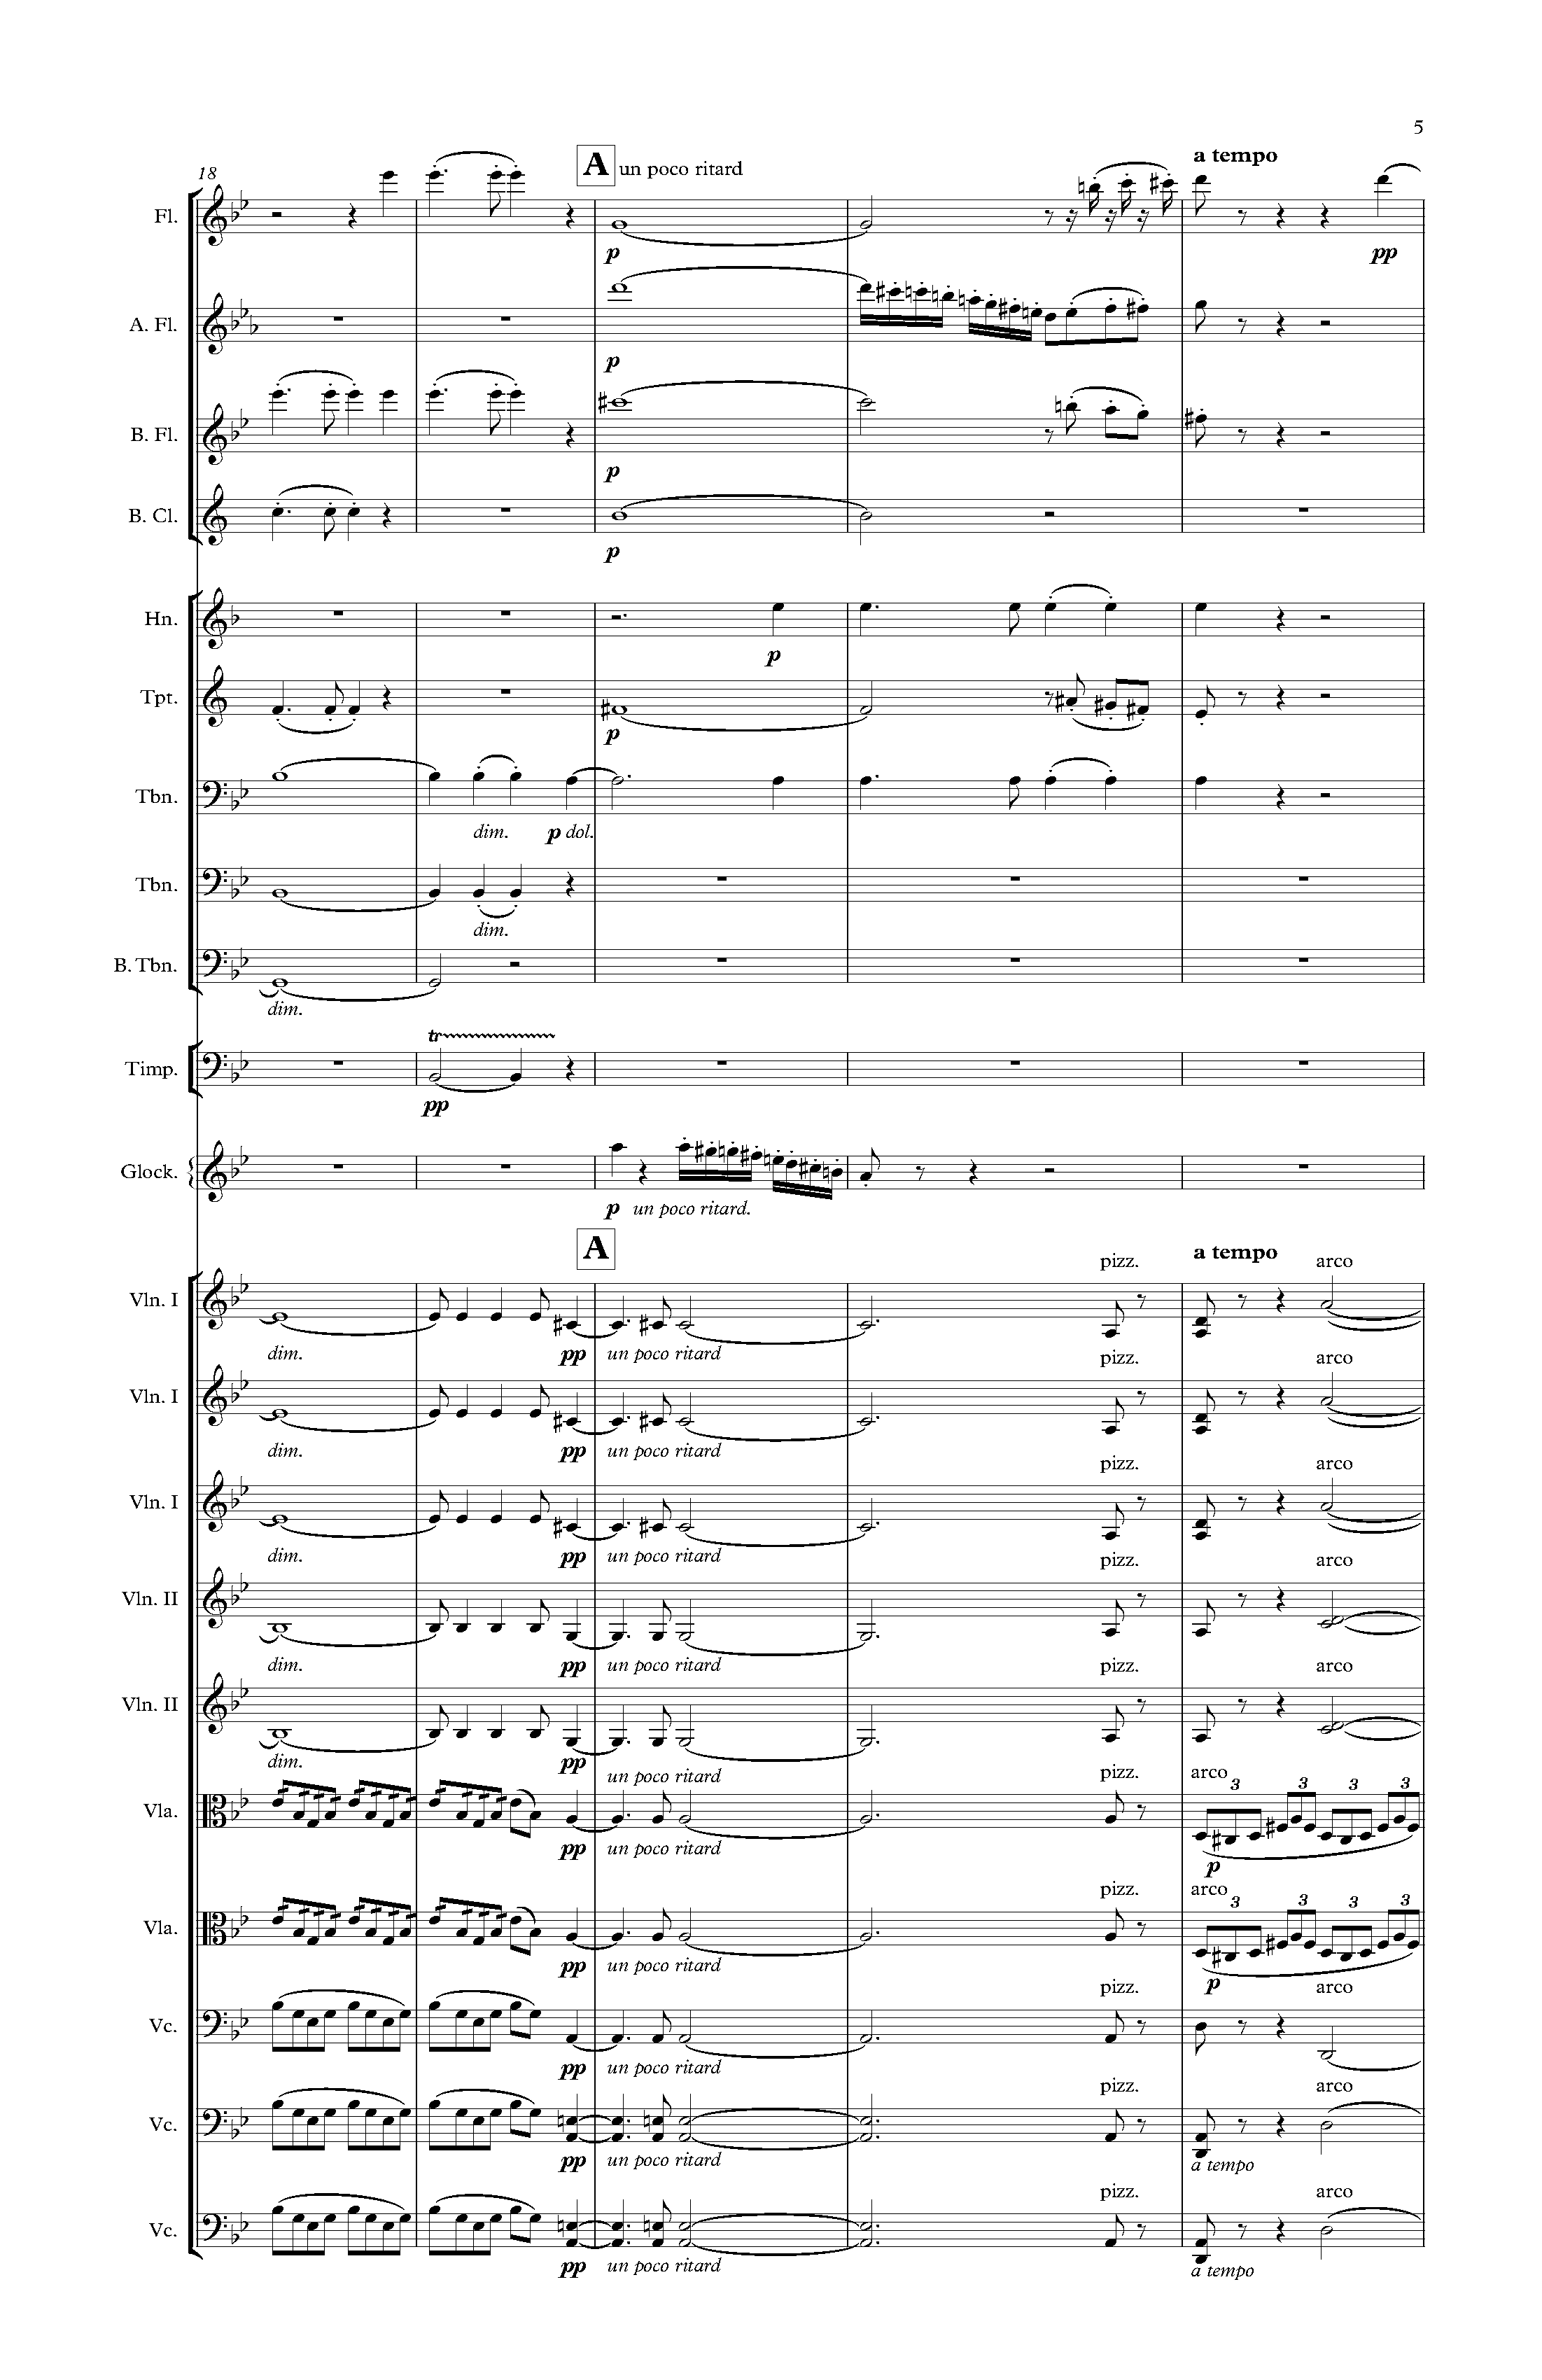 5
18
A un poco ritard
a tempo
Fl.
p
pp
A. Fl.
p
B. Fl.
p
B. Cl.
p
Hn.
p
Tpt.
p
Tbn.
dim. p dol.
Tbn.
dim.
B. Tbn.
dim.
tr
Timp.
pp
Glock.
p un poco ritard.
A
pizz. a tempo arco
Vln. I
dim. pp un poco ritard
pizz. arco
Vln. I
dim. pp un poco ritard
pizz. arco
Vln. I
dim. pp un poco ritard
pizz. arco
Vln. II
dim. pp un poco ritard
pizz. arco
Vln. II
dim. pp un poco ritard
pizz. arco
3 3 3 3
Vla.
pp un poco ritard
p
pizz. arco
3 3 3 3
Vla.
pp un poco ritard
p
pizz. arco
Vc.
pp un poco ritard
pizz. arco
Vc.
pp un poco ritard a tempo
pizz. arco
Vc.
pp un poco ritard a tempo